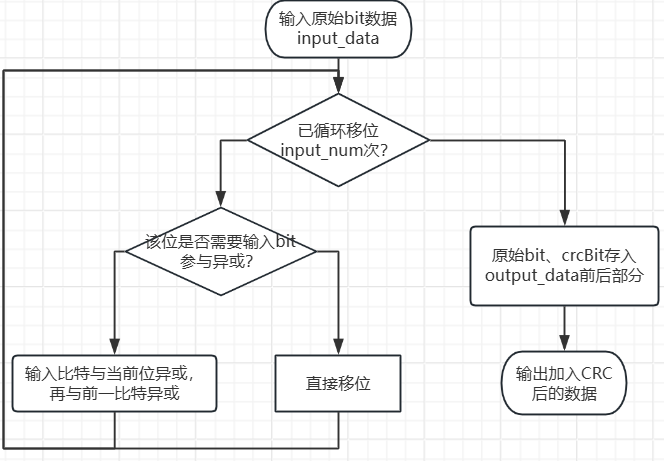 输入原始bit数据
input_data
已循环移位
input_num次?
该位是否需要输入bit
参与异或?
原始bit、crcBit存入
output_data前后部分
输入比特与当前位异或，
再与前一比特异或
直接移位
输出加入CRC
后的数据